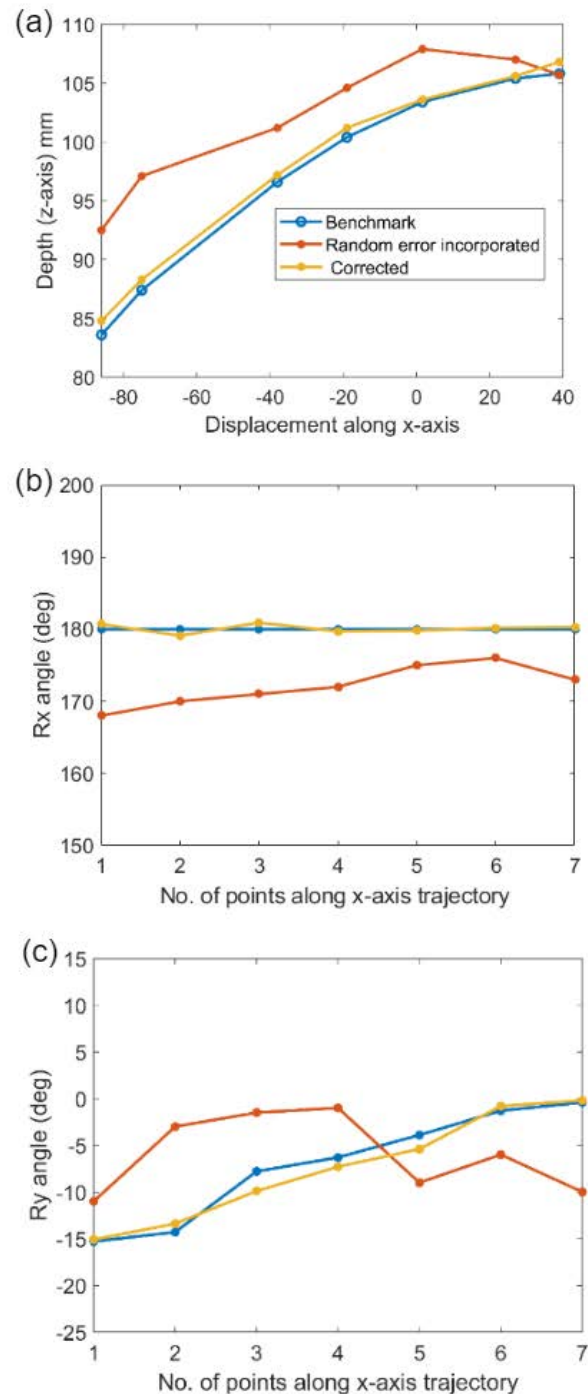 (a)
110
105
100
95
90
85
80
Depth (z-axis) mm
Benchmark
Random error incorporated
Corrected
-80 -60 -40 -20 0 20 40
Displacement along x-axis
(b)
200
190
180
170
160
150
Rx angle (deg)
1 2 3 4 5 6 7
No. of points along x-axis trajectory
(c)
15
10
5
0
-5
-10
-15
-20
-25
Ry angle (deg)
1 2 3 4 5 6 7
No. of points along x-axis trajectory